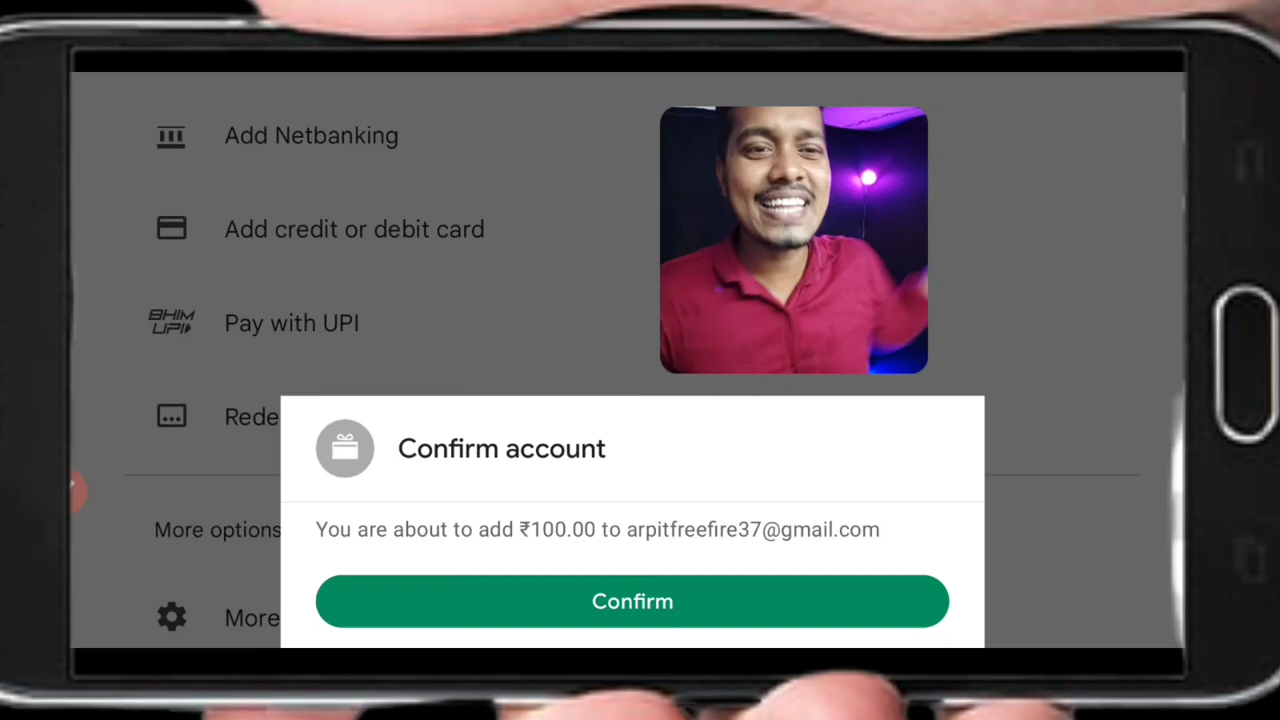 Add Netbanking
Add credit or debit card
BHIM
UPI
Pay with UPI
Rede
Confirm account
You are about to add ₹100.00 to arpitfreefire37@gmail.com
More options
Confirm
More